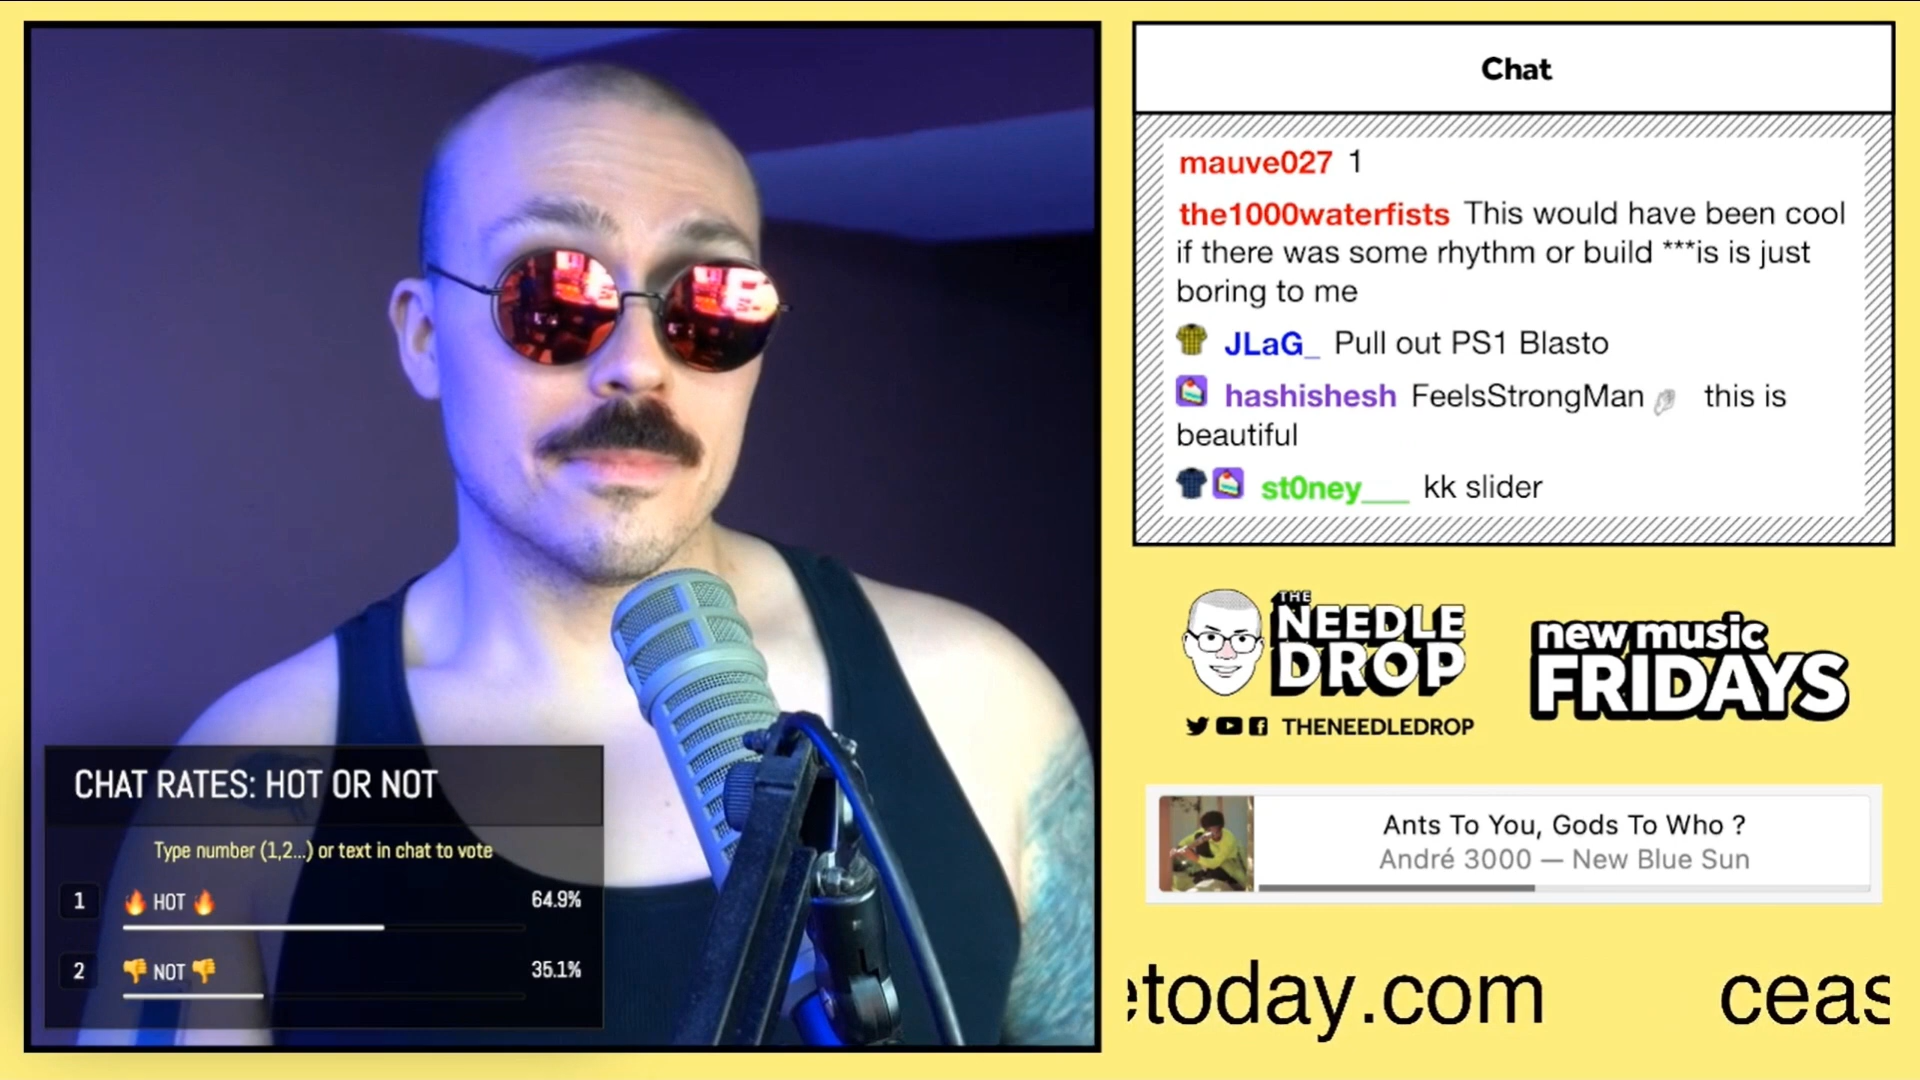 Chat
mauve027 1
the1000waterfists This would have been cool
if there was some rhythm or build ***is is just
boring to me
JLaG_ Pull out PS1 Blasto
hashishesh FeelsStrongMan this is
beautiful
st0ney___ kk slider
THE
NEEDLE
DROP
THENEEDLEDROP
new music
FRIDAYS
Ants To You, Gods To Who ?
André 3000 — New Blue Sun
etoday.com ceas
CHAT RATES: HOT OR NOT
Type number (1,2...) or text in chat to vote
1 🔥 HOT 🔥 64.9%
2 👎 NOT 👎 35.1%